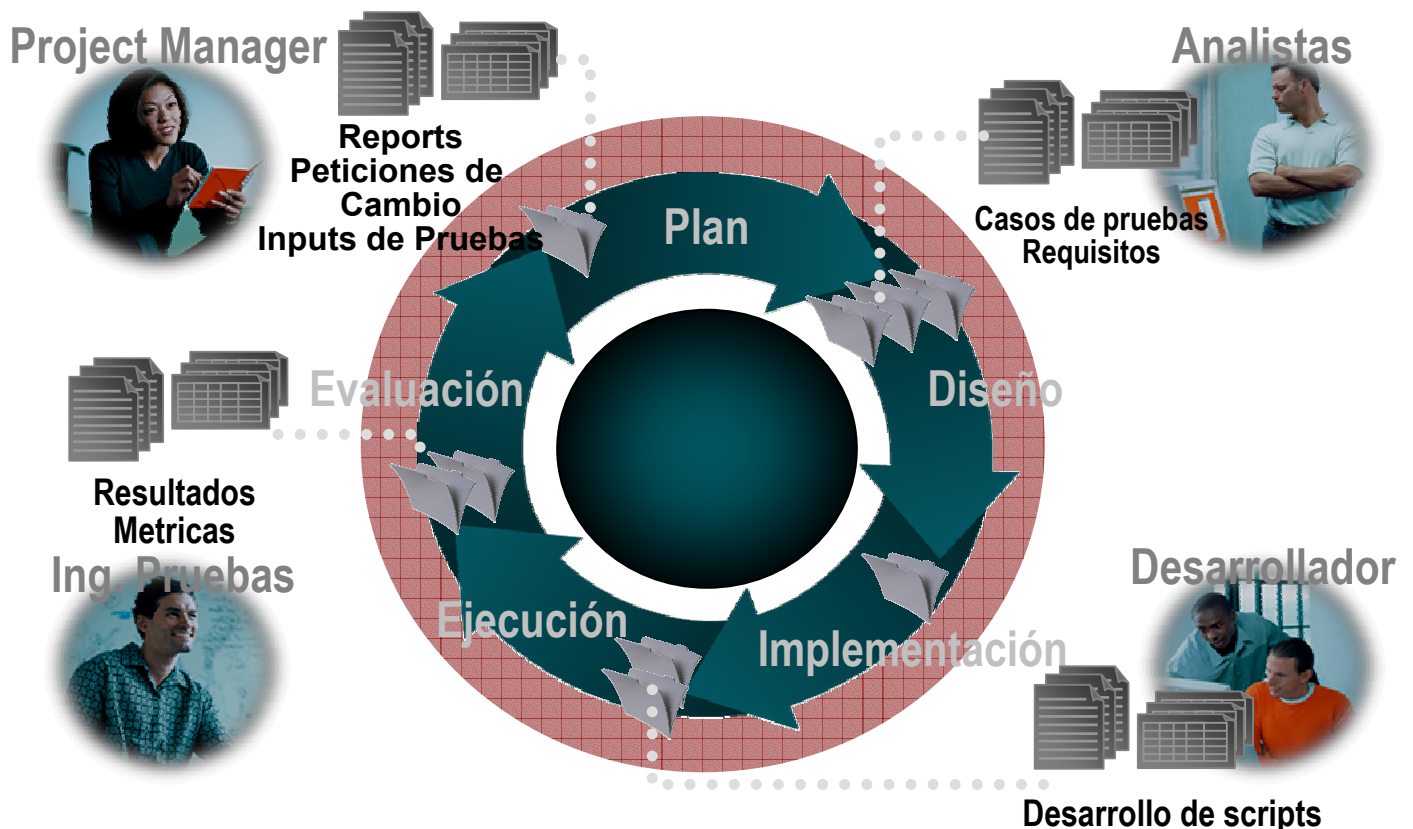 Project Manager
Reports
Peticiones de
Cambio
Inputs de Pruebas
Analistas
Casos de pruebas
Requisitos
Plan
Evaluación
Diseño
Resultados
Metricas
Ing. Pruebas
Ejecución
Implementación
Desarrollador
Desarrollo de scripts